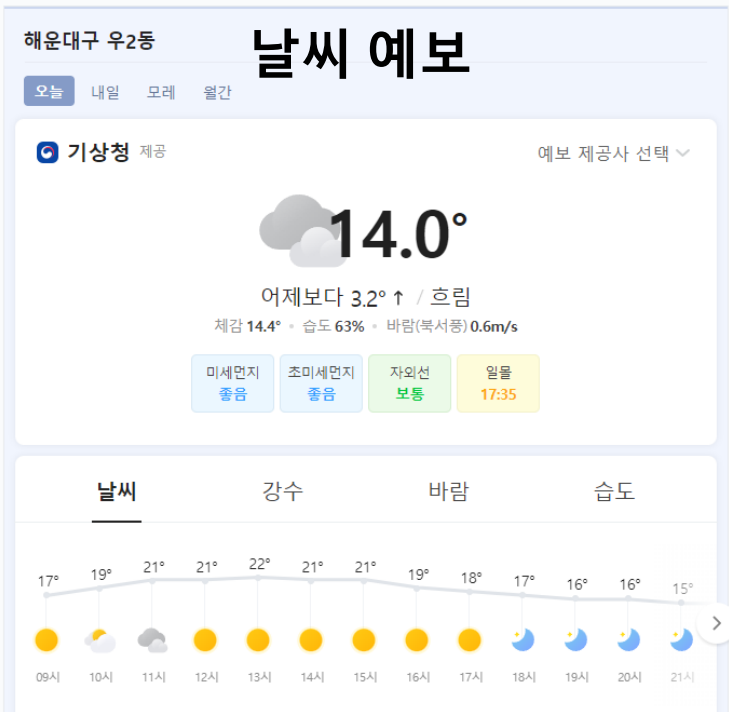 해운대구 우2동
날씨 예보
오늘 내일 모레 월간
기상청 제공 예보 제공사 선택
14.0°
어제보다 3.2° ↑ / 흐림
체감 14.4° 습도 63% 바람(북서풍) 0.6m/s
미세먼지 초미세먼지 자외선 일몰
좋음 좋음 보통 17:35
날씨 강수 바람 습도
17° 19° 21° 21° 22° 21° 21° 19° 18° 17° 16° 16° 15°
09시 10시 11시 12시 13시 14시 15시 16시 17시 18시 19시 20시 21시